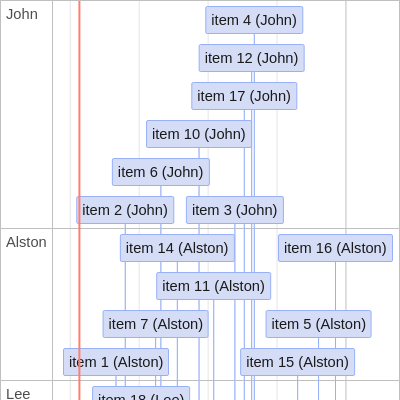 John
item 4 (John)
item 12 (John)
item 17 (John)
item 10 (John)
item 6 (John)
item 2 (John)
item 3 (John)
Alston
item 14 (Alston)
item 16 (Alston)
item 11 (Alston)
item 7 (Alston)
item 5 (Alston)
item 1 (Alston)
item 15 (Alston)
Lee
item 18 (Lee)